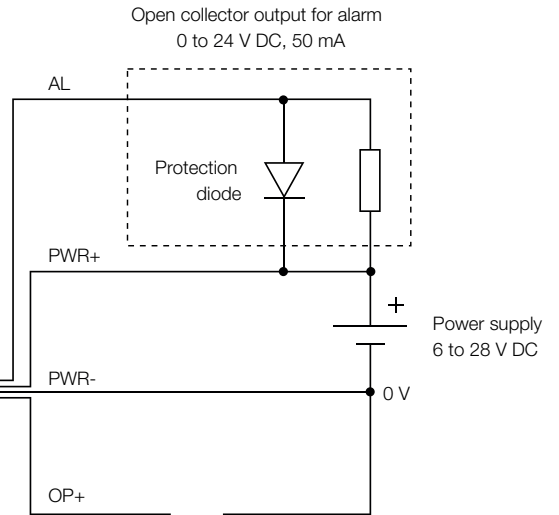 Open collector output for alarm
0 to 24 V DC, 50 mA
AL
Protection
diode
PWR+
+
Power supply
6 to 28 V DC
PWR-
0 V
OP+